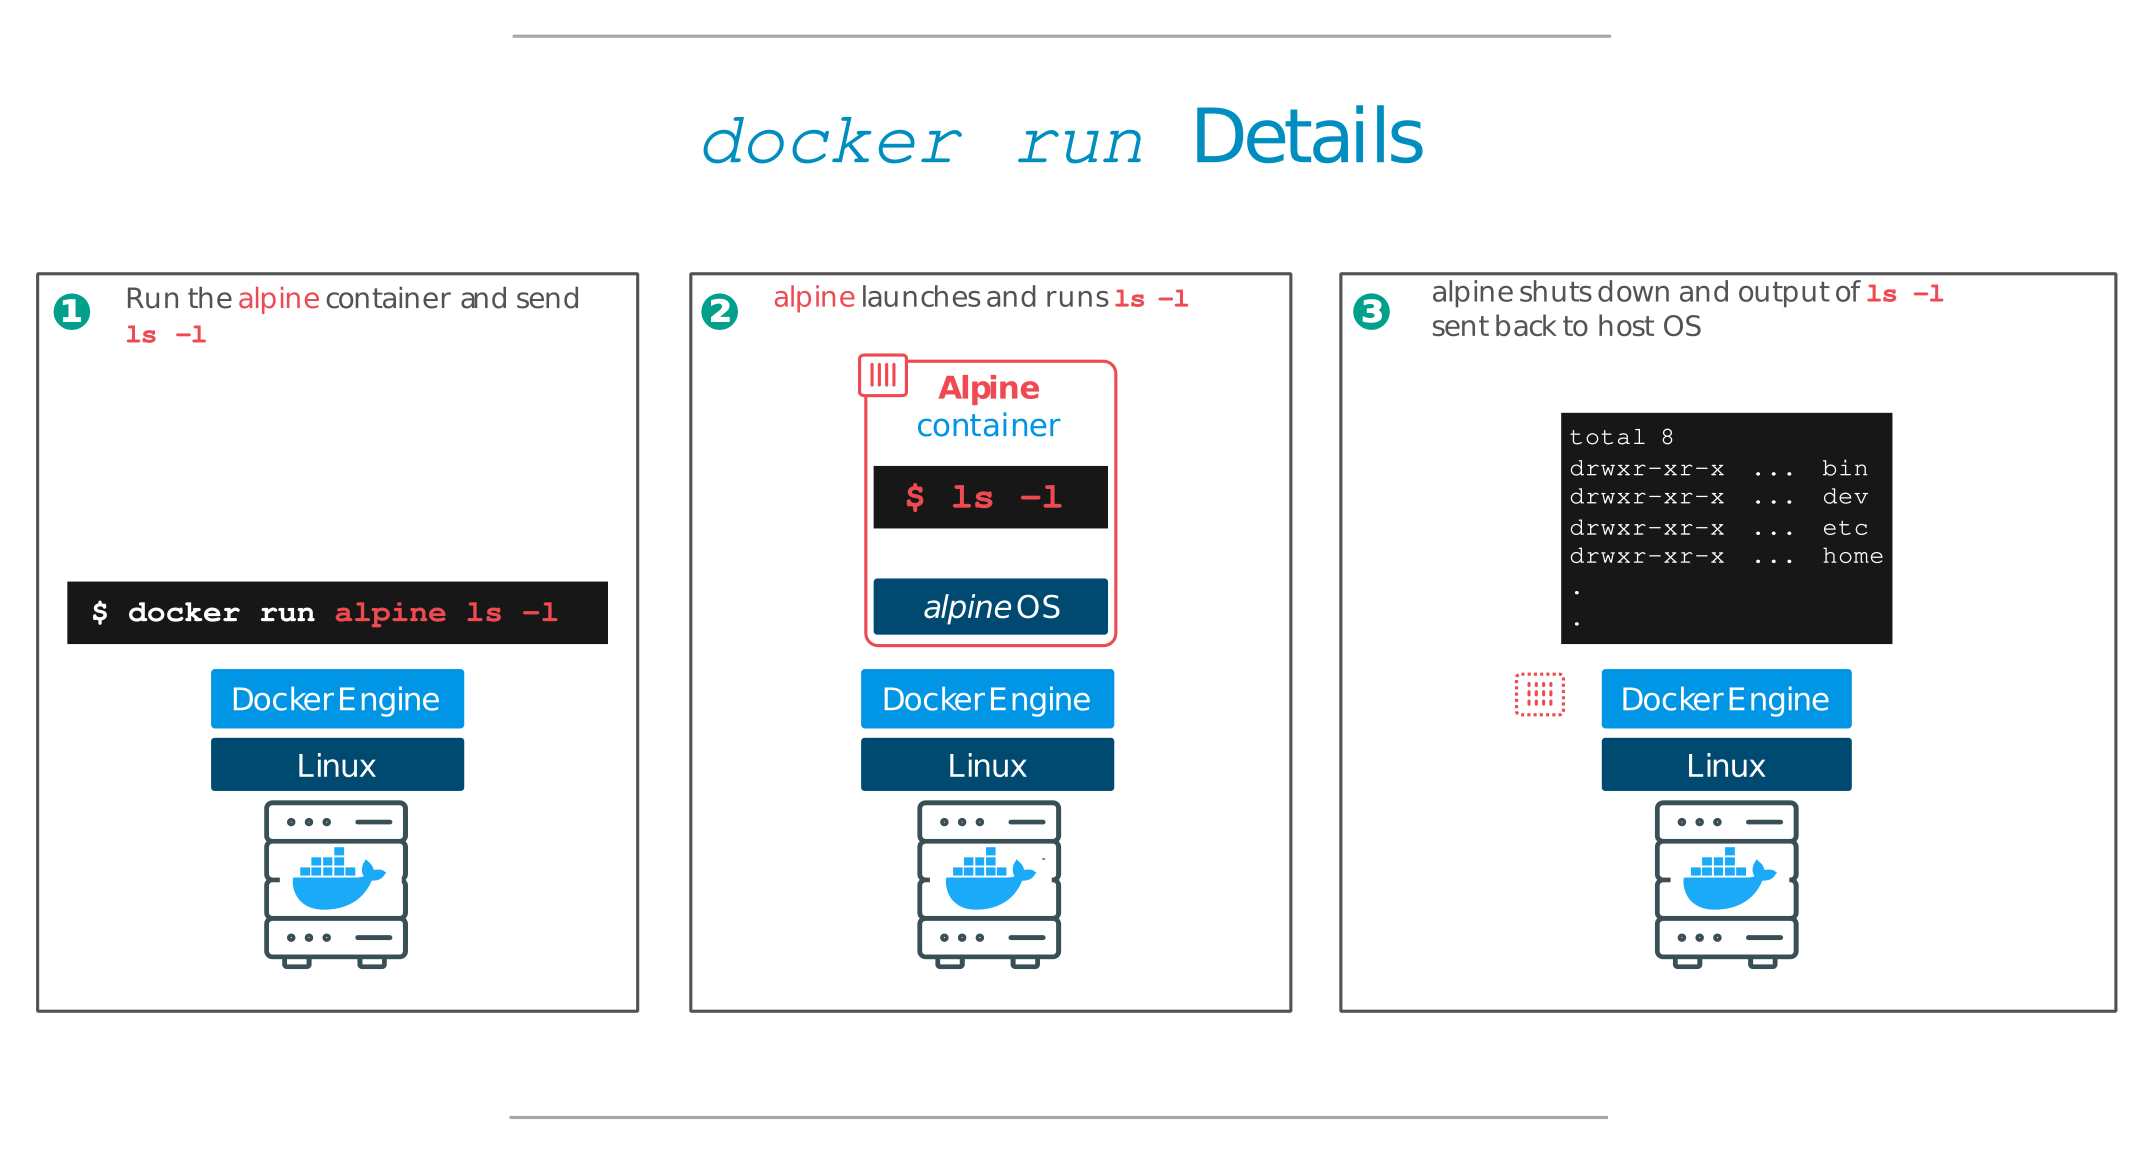 docker run Details
1
Run the alpine container and send
ls -l
$ docker run alpine ls -l
Docker Engine
Linux
2
alpine launches and runs ls -l
Alpine
container
$ ls -l
alpine OS
Docker Engine
Linux
3
alpine shuts down and output of ls -l
sent back to host OS
total 8
drwxr-xr-x ... bin
drwxr-xr-x ... dev
drwxr-xr-x ... etc
drwxr-xr-x ... home
.
.
Docker Engine
Linux